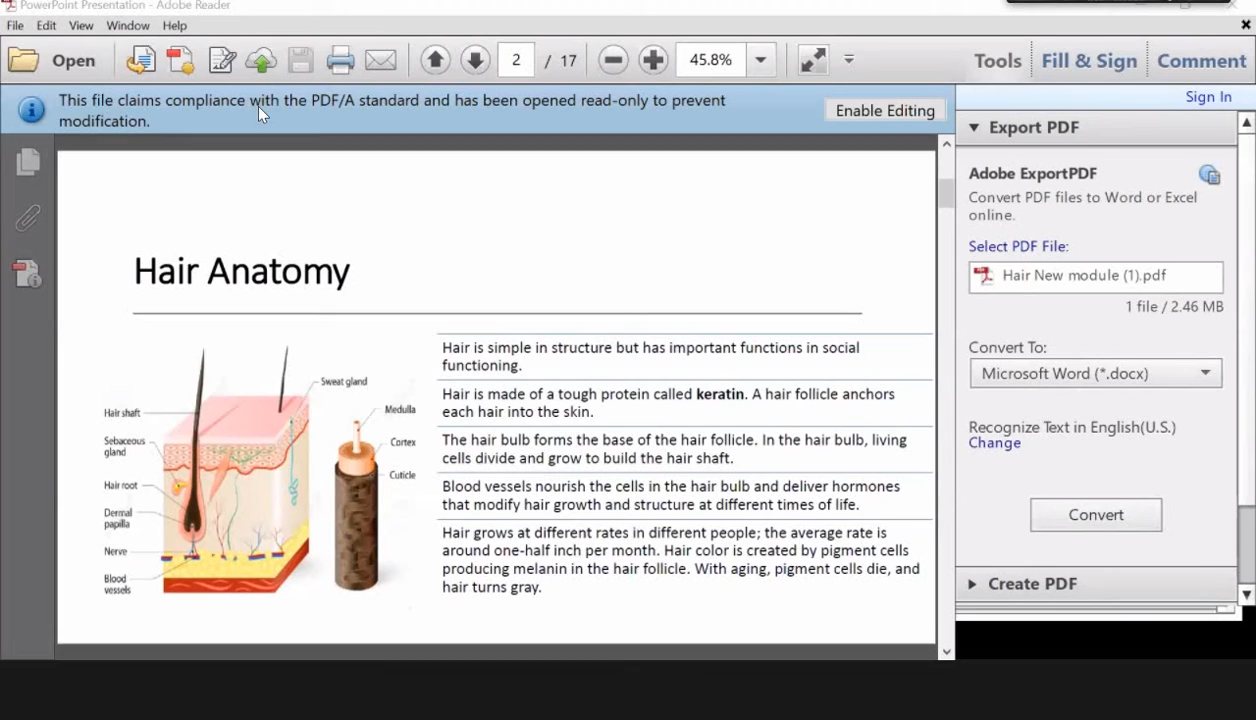 PowerPoint Presentation - Adobe Reader
File Edit View Window Help
Open 2 / 17 45.8% Tools Fill & Sign Comment
This file claims compliance with the PDF/A standard and has been opened read-only to prevent
modification.
Enable Editing
Sign In
Export PDF
Adobe ExportPDF
Convert PDF files to Word or Excel
online.
Select PDF File:
Hair New module (1).pdf
1 file / 2.46 MB
Convert To:
Microsoft Word (*.docx)
Recognize Text in English(U.S.)
Change
Convert
Create PDF
Hair Anatomy
Sweat gland
Hair shaft
Medulla
Sebaceous
gland
Cortex
Cuticle
Hair root
Dermal
papilla
Nerve
Blood
vessels
Hair is simple in structure but has important functions in social
functioning.
Hair is made of a tough protein called keratin. A hair follicle anchors
each hair into the skin.
The hair bulb forms the base of the hair follicle. In the hair bulb, living
cells divide and grow to build the hair shaft.
Blood vessels nourish the cells in the hair bulb and deliver hormones
that modify hair growth and structure at different times of life.
Hair grows at different rates in different people; the average rate is
around one-half inch per month. Hair color is created by pigment cells
producing melanin in the hair follicle. With aging, pigment cells die, and
hair turns gray.